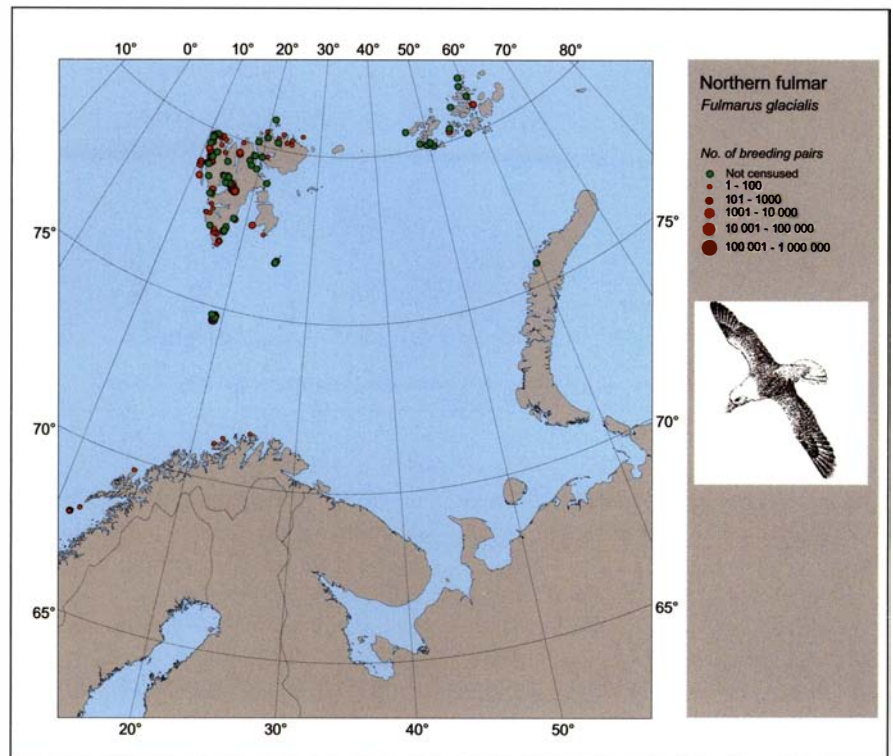 10° 0° 10° 20° 30° 40° 50° 60° 70° 80°
Northern fulmar
Fulmarus glacialis
No. of breeding pairs
Not censused
1 - 100
101 - 1000
1001 - 10 000
10 001 - 100 000
100 001 - 1 000 000
75° 75°
70° 70°
65° 65°
20° 30° 40° 50°